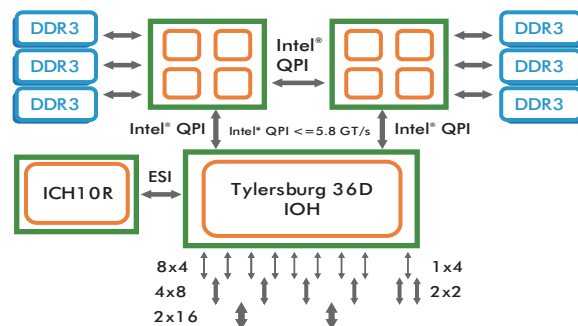 DDR3
DDR3
DDR3
Intel® QPI
DDR3
DDR3
DDR3
Intel® QPI
Intel® QPI <=5.8 GT/s
Intel® QPI
ICH10R
ESI
Tylersburg 36D
IOH
8x4
1x4
4x8
2x2
2x16